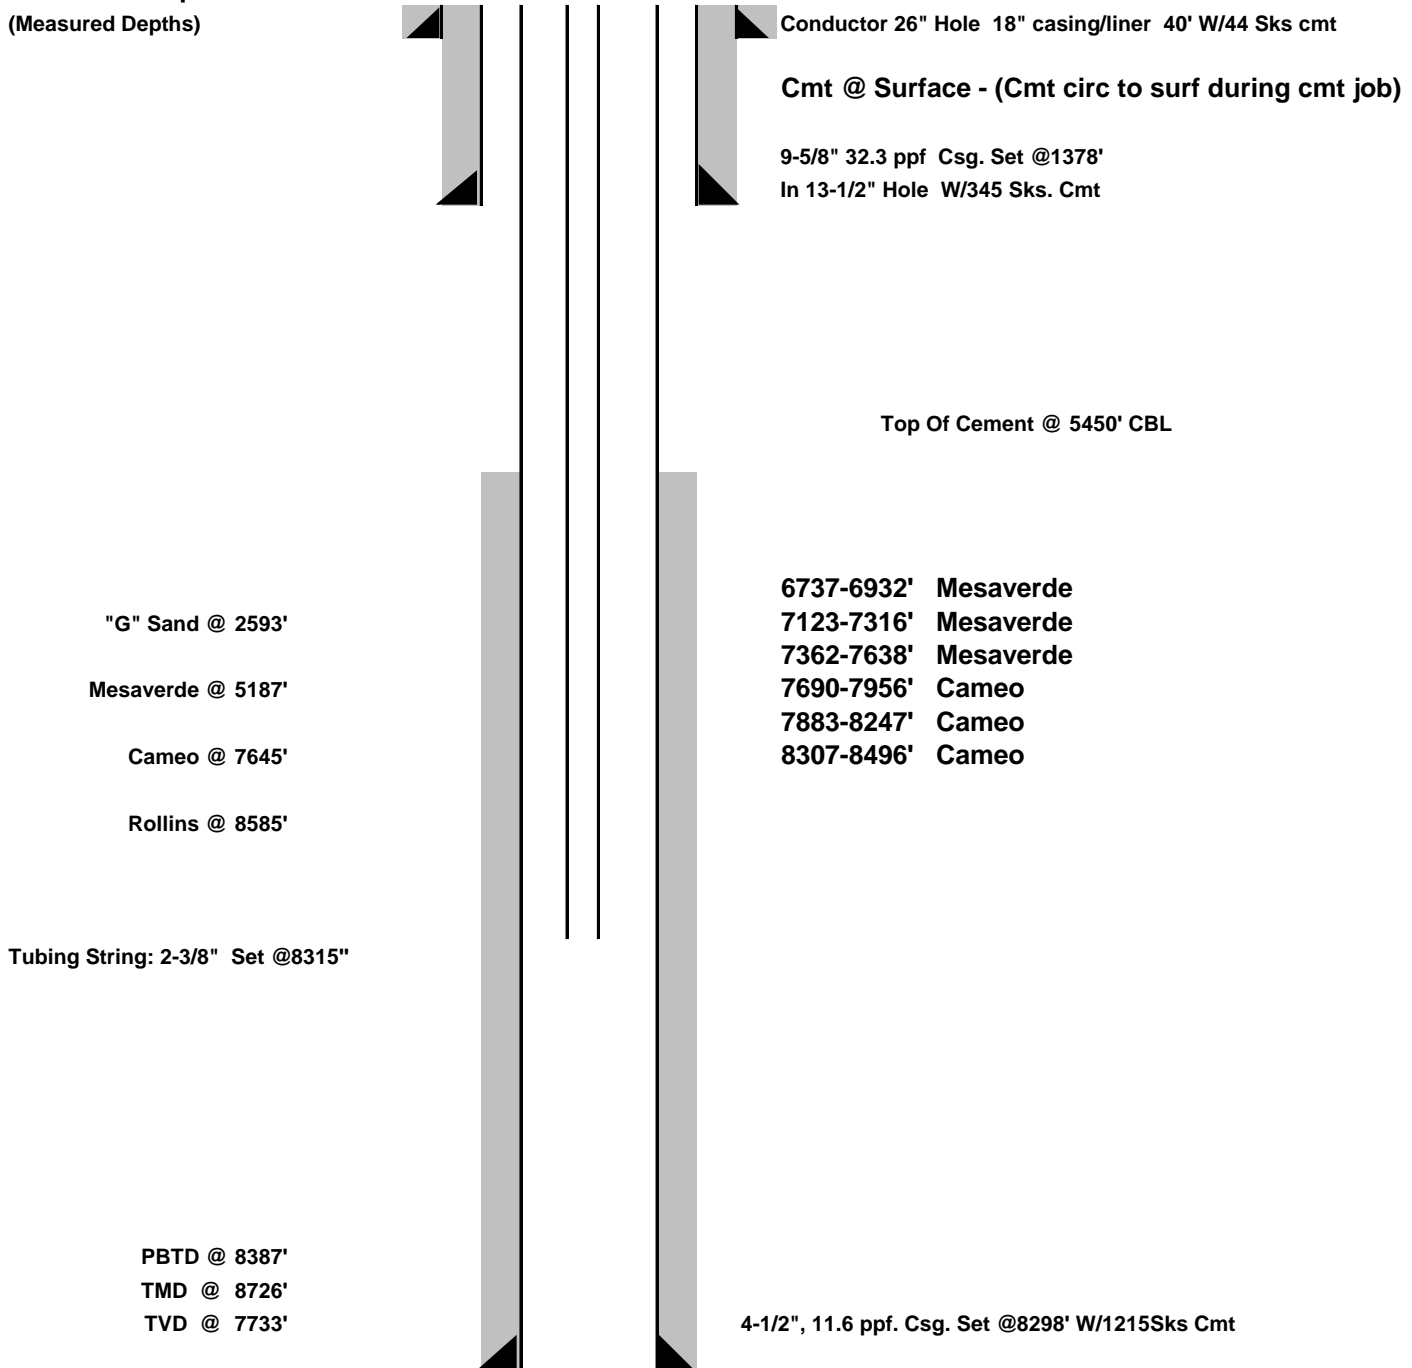 (Measured Depths)
Conductor 26" Hole 18" casing/liner 40' W/44 Sks cmt
Cmt @ Surface - (Cmt circ to surf during cmt job)
9-5/8" 32.3 ppf Csg. Set @1378'
In 13-1/2" Hole W/345 Sks. Cmt
Top Of Cement @ 5450' CBL
6737-6932' Mesaverde
"G" Sand @ 2593'
7123-7316' Mesaverde
7362-7638' Mesaverde
Mesaverde @ 5187'
7690-7956' Cameo
7883-8247' Cameo
Cameo @ 7645'
8307-8496' Cameo
Rollins @ 8585'
Tubing String: 2-3/8" Set @8315"
PBTD @ 8387'
TMD @ 8726'
TVD @ 7733'
4-1/2", 11.6 ppf. Csg. Set @8298' W/1215Sks Cmt